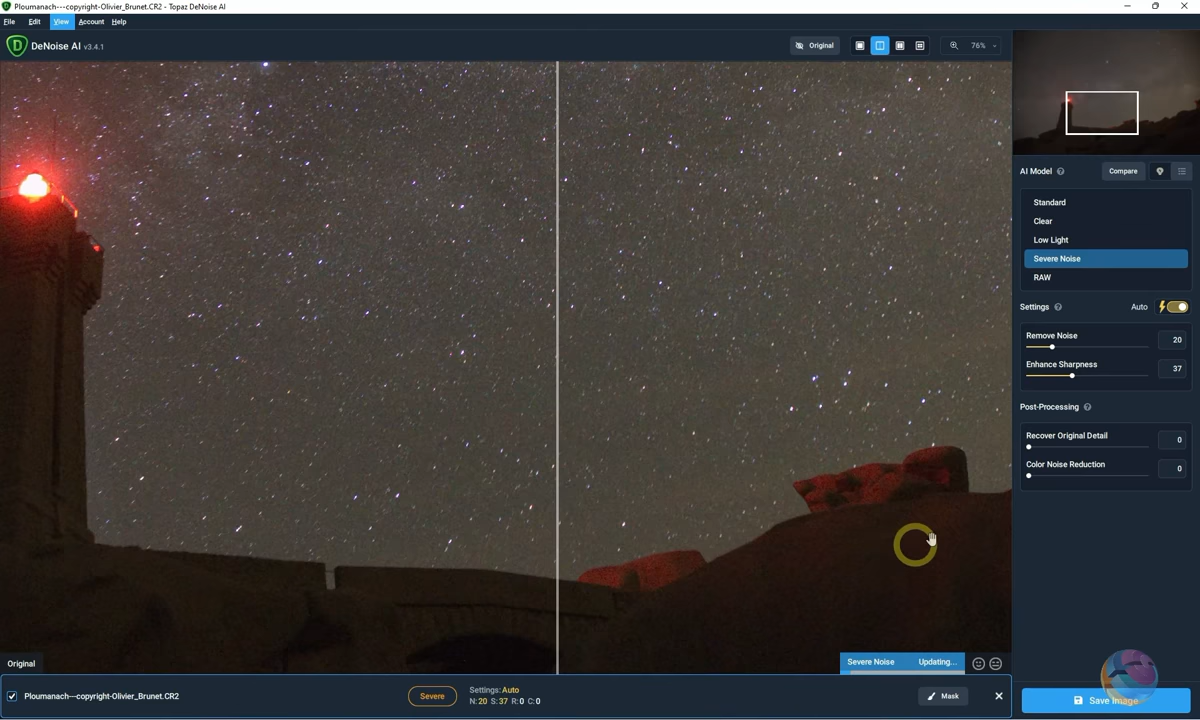 Ploumanach---copyright-Olivier_Brunet.CR2 - Topaz DeNoise AI
File Edit View Account Help
DeNoise AI v3.4.1
Original
76%
AI Model
Compare
Standard
Clear
Low Light
Severe Noise
RAW
Settings
Auto
Remove Noise
20
Enhance Sharpness
37
Post-Processing
Recover Original Detail
0
Color Noise Reduction
0
Original
Severe Noise Updating...
Ploumanach---copyright-Olivier_Brunet.CR2
Severe
Settings: Auto
N: 20 S: 37 R: 0 C: 0
Mask
Save Image